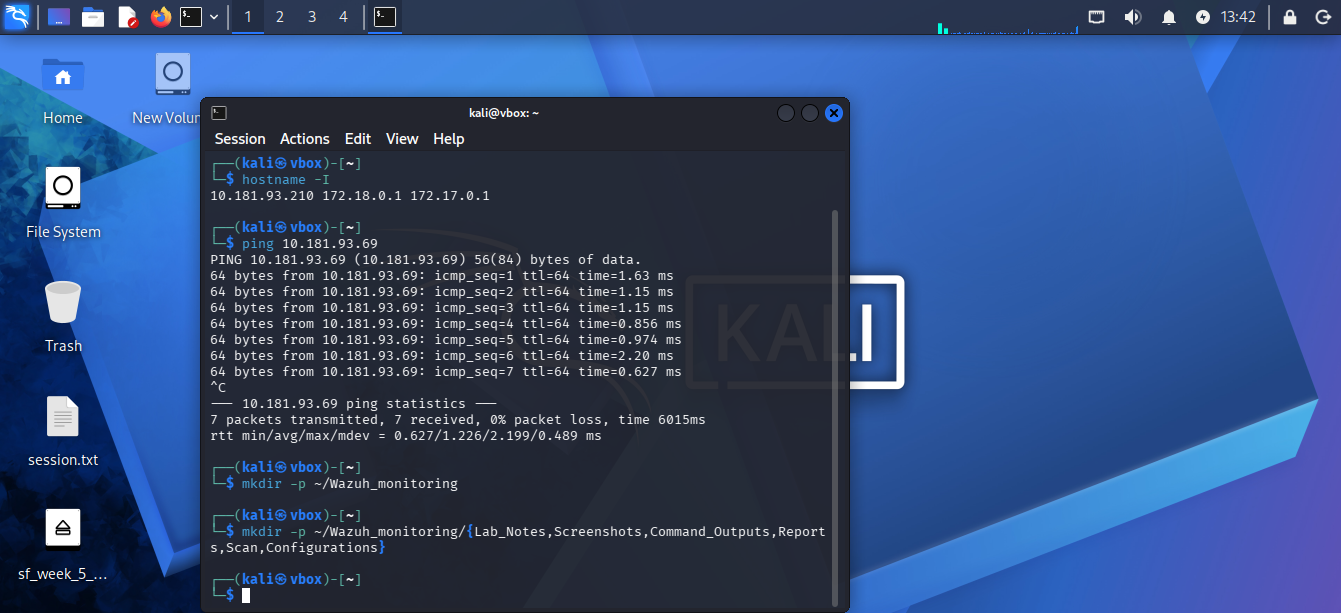 1 2 3 4 13:42
Home
New Volun
File System
Trash
session.txt
sf_week_5_...
kali@vbox: ~
Session Actions Edit View Help
┌──(kali㉿vbox)-[~]
└─$ hostname -I
10.181.93.210 172.18.0.1 172.17.0.1
┌──(kali㉿vbox)-[~]
└─$ ping 10.181.93.69
PING 10.181.93.69 (10.181.93.69) 56(84) bytes of data.
64 bytes from 10.181.93.69: icmp_seq=1 ttl=64 time=1.63 ms
64 bytes from 10.181.93.69: icmp_seq=2 ttl=64 time=1.15 ms
64 bytes from 10.181.93.69: icmp_seq=3 ttl=64 time=1.15 ms
64 bytes from 10.181.93.69: icmp_seq=4 ttl=64 time=0.856 ms
64 bytes from 10.181.93.69: icmp_seq=5 ttl=64 time=0.974 ms
64 bytes from 10.181.93.69: icmp_seq=6 ttl=64 time=2.20 ms
64 bytes from 10.181.93.69: icmp_seq=7 ttl=64 time=0.627 ms
^C
--- 10.181.93.69 ping statistics ---
7 packets transmitted, 7 received, 0% packet loss, time 6015ms
rtt min/avg/max/mdev = 0.627/1.226/2.199/0.489 ms
┌──(kali㉿vbox)-[~]
└─$ mkdir -p ~/Wazuh_monitoring
┌──(kali㉿vbox)-[~]
└─$ mkdir -p ~/Wazuh_monitoring/{Lab_Notes,Screenshots,Command_Outputs,Report
s,Scan,Configurations}
┌──(kali㉿vbox)-[~]
└─$
KALI